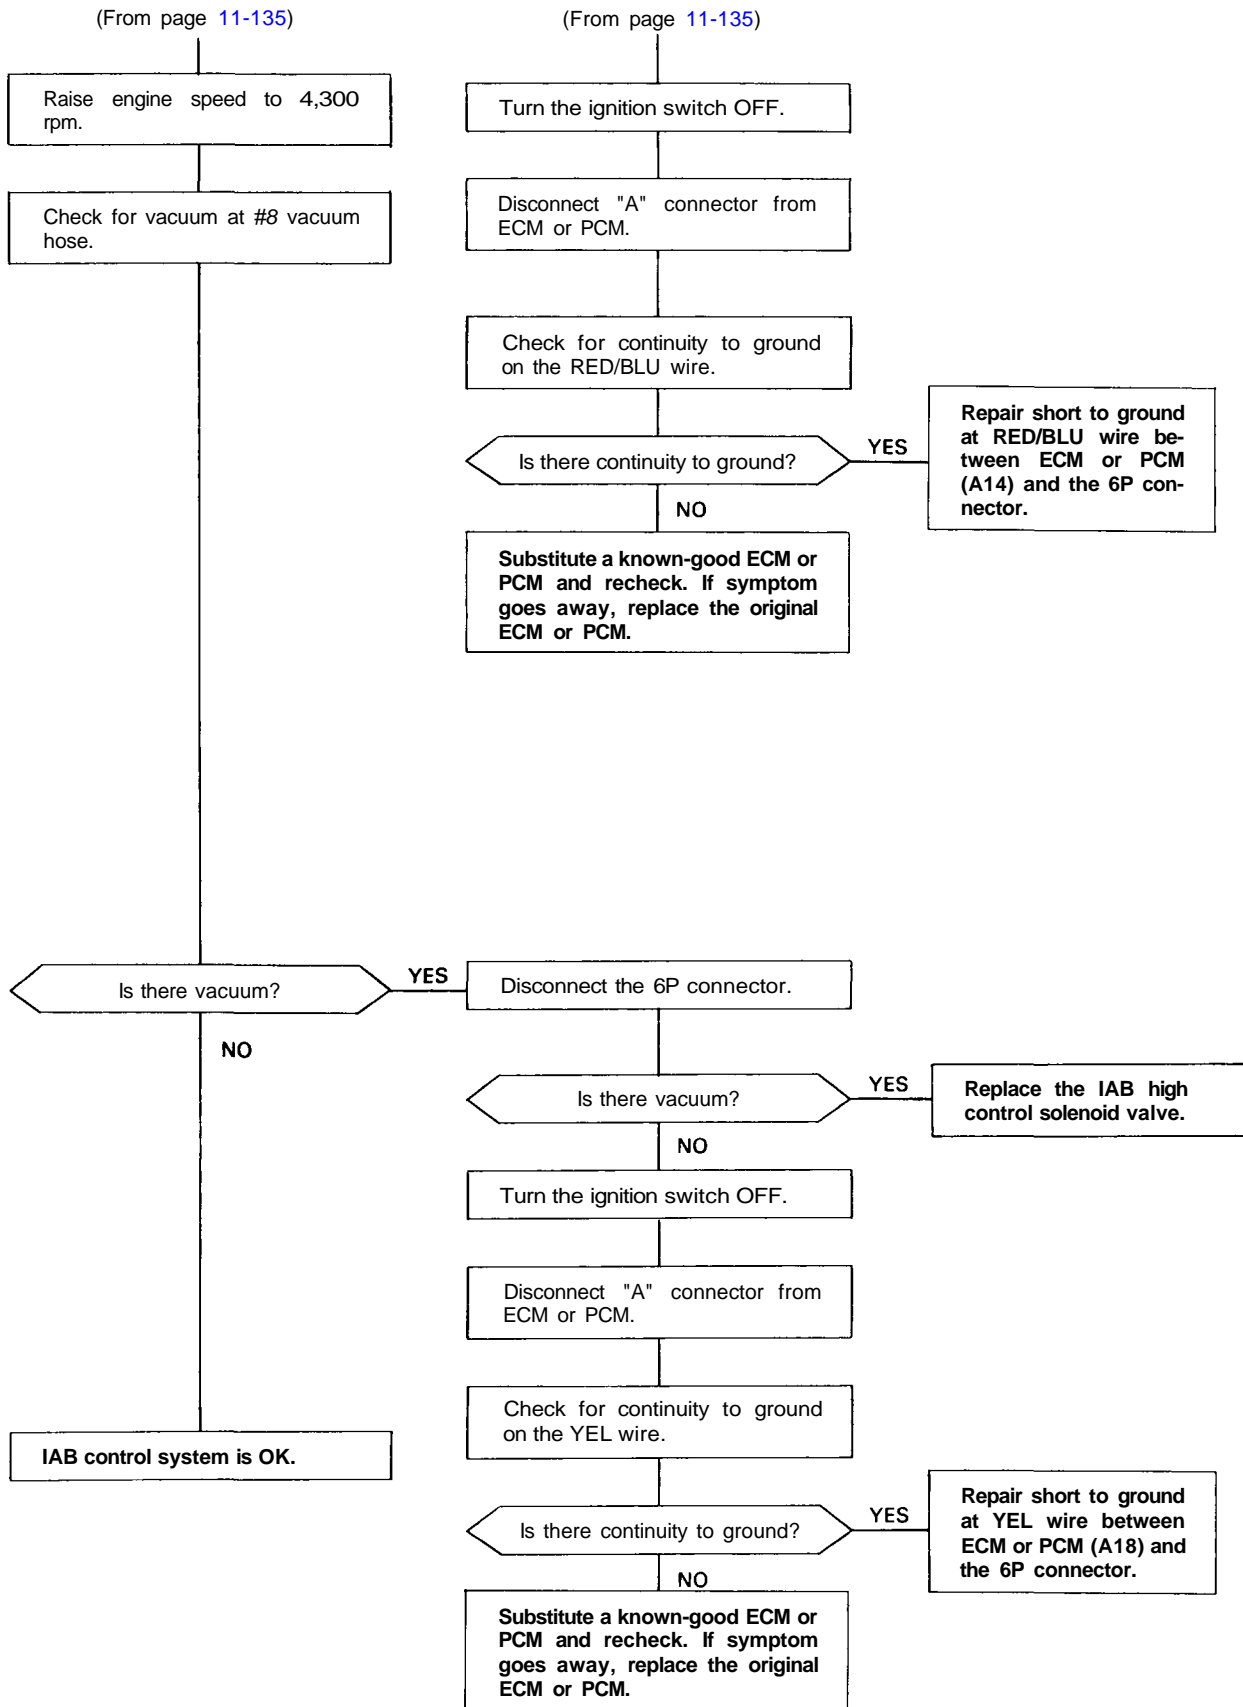 (From page 11-135)
Raise engine speed to 4,300
rpm.
Check for vacuum at #8 vacuum
hose.
(From page 11-135)
Turn the ignition switch OFF.
Disconnect "A" connector from
ECM or PCM.
Check for continuity to ground
on the RED/BLU wire.
Is there continuity to ground?
YES
Repair short to ground
at RED/BLU wire be-
tween ECM or PCM
(A14) and the 6P con-
nector.
NO
Substitute a known-good ECM or
PCM and recheck. If symptom
goes away, replace the original
ECM or PCM.
Is there vacuum?
YES
Disconnect the 6P connector.
NO
Is there vacuum?
YES
Replace the IAB high
control solenoid valve.
NO
Turn the ignition switch OFF.
Disconnect "A" connector from
ECM or PCM.
Check for continuity to ground
on the YEL wire.
IAB control system is OK.
Is there continuity to ground?
YES
Repair short to ground
at YEL wire between
ECM or PCM (A18) and
the 6P connector.
NO
Substitute a known-good ECM or
PCM and recheck. If symptom
goes away, replace the original
ECM or PCM.